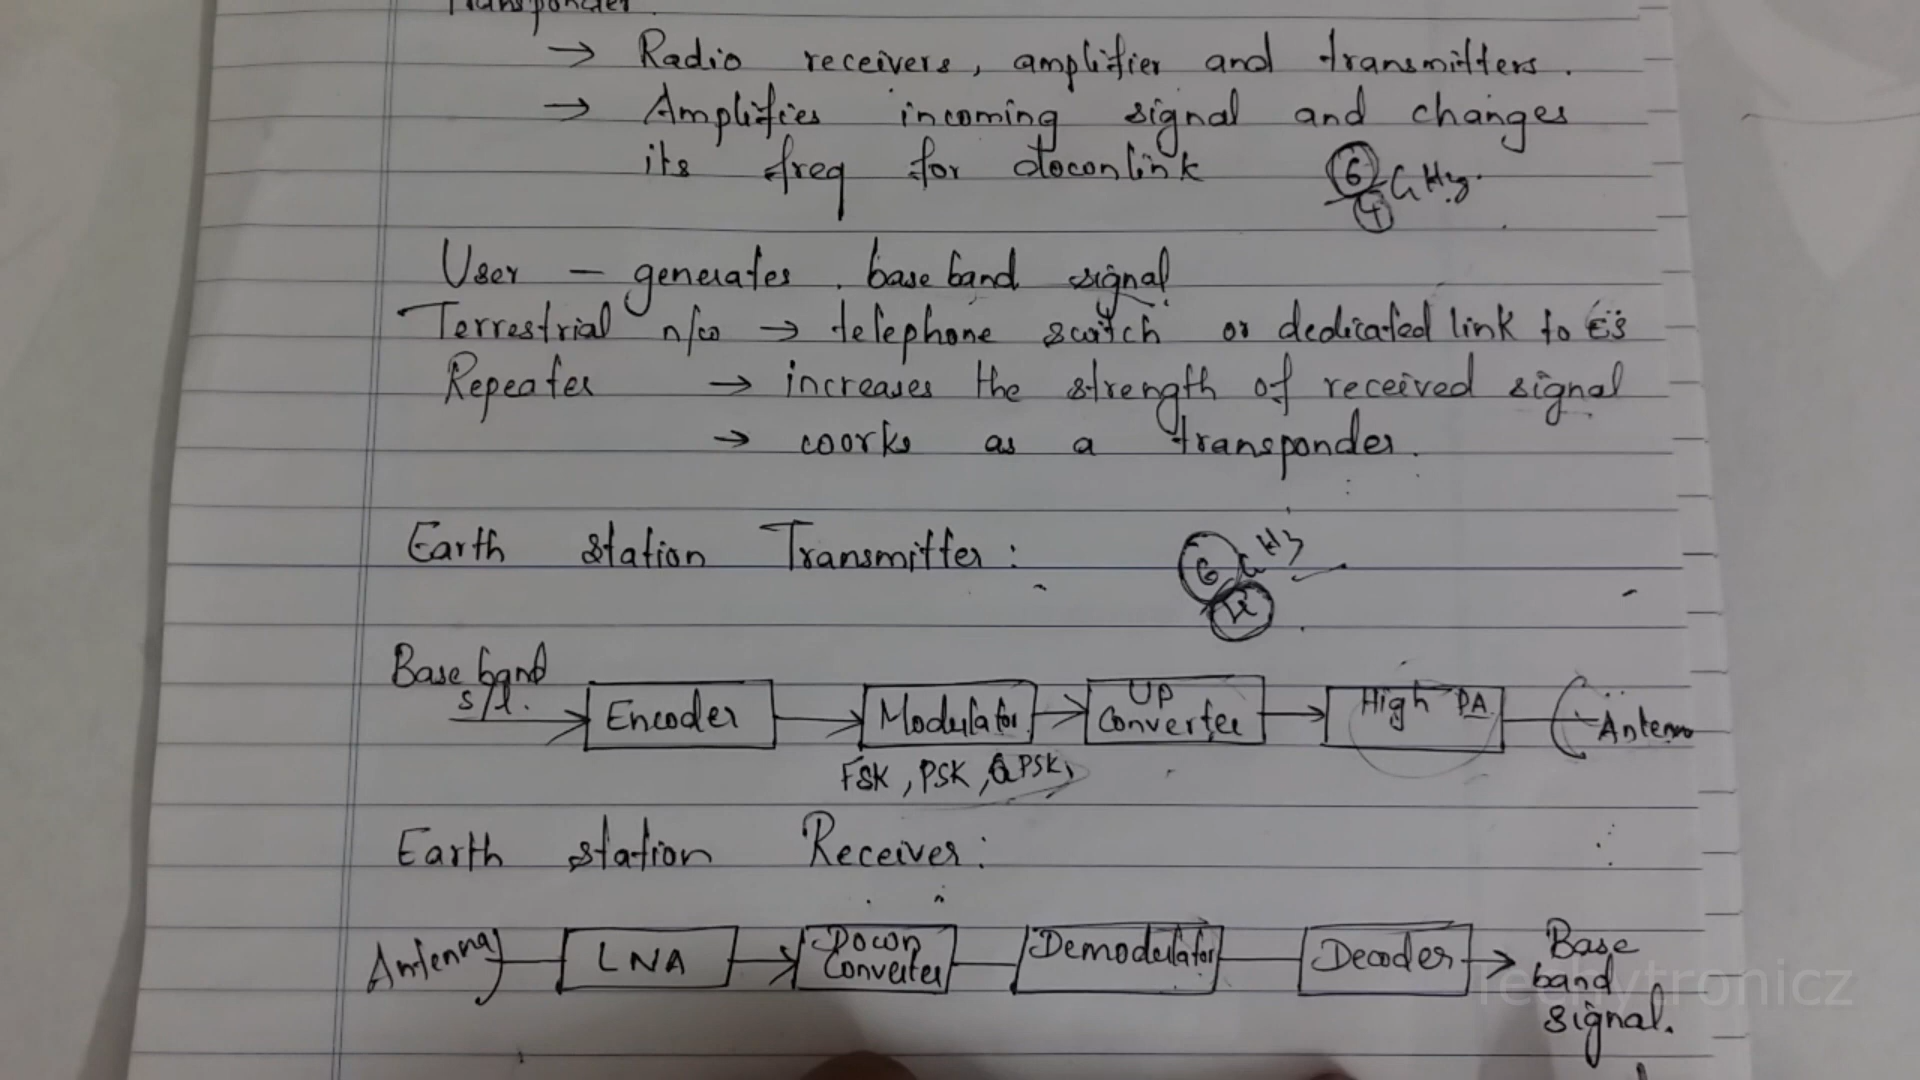 Transponder
→ Radio receivers, amplifier and transmitters.
→ Amplifies incoming signal and changes
its freq for downlink 6/4 GHz.
User - generates base band signal
Terrestrial n/w → telephone switch or dedicated link to ES
Repeater → increases the strength of received signal
→ works as a transponder.
Earth station Transmitter: 6/4 GHz
Base band
s/l.
Encoder
Modulator
UP
Converter
High PA
Antenna
FSK, PSK, QPSK,
Earth station Receiver:
Antenna
LNA
Down
Converter
Demodulator
Decoder
Base
band
signal.
Techytronicz